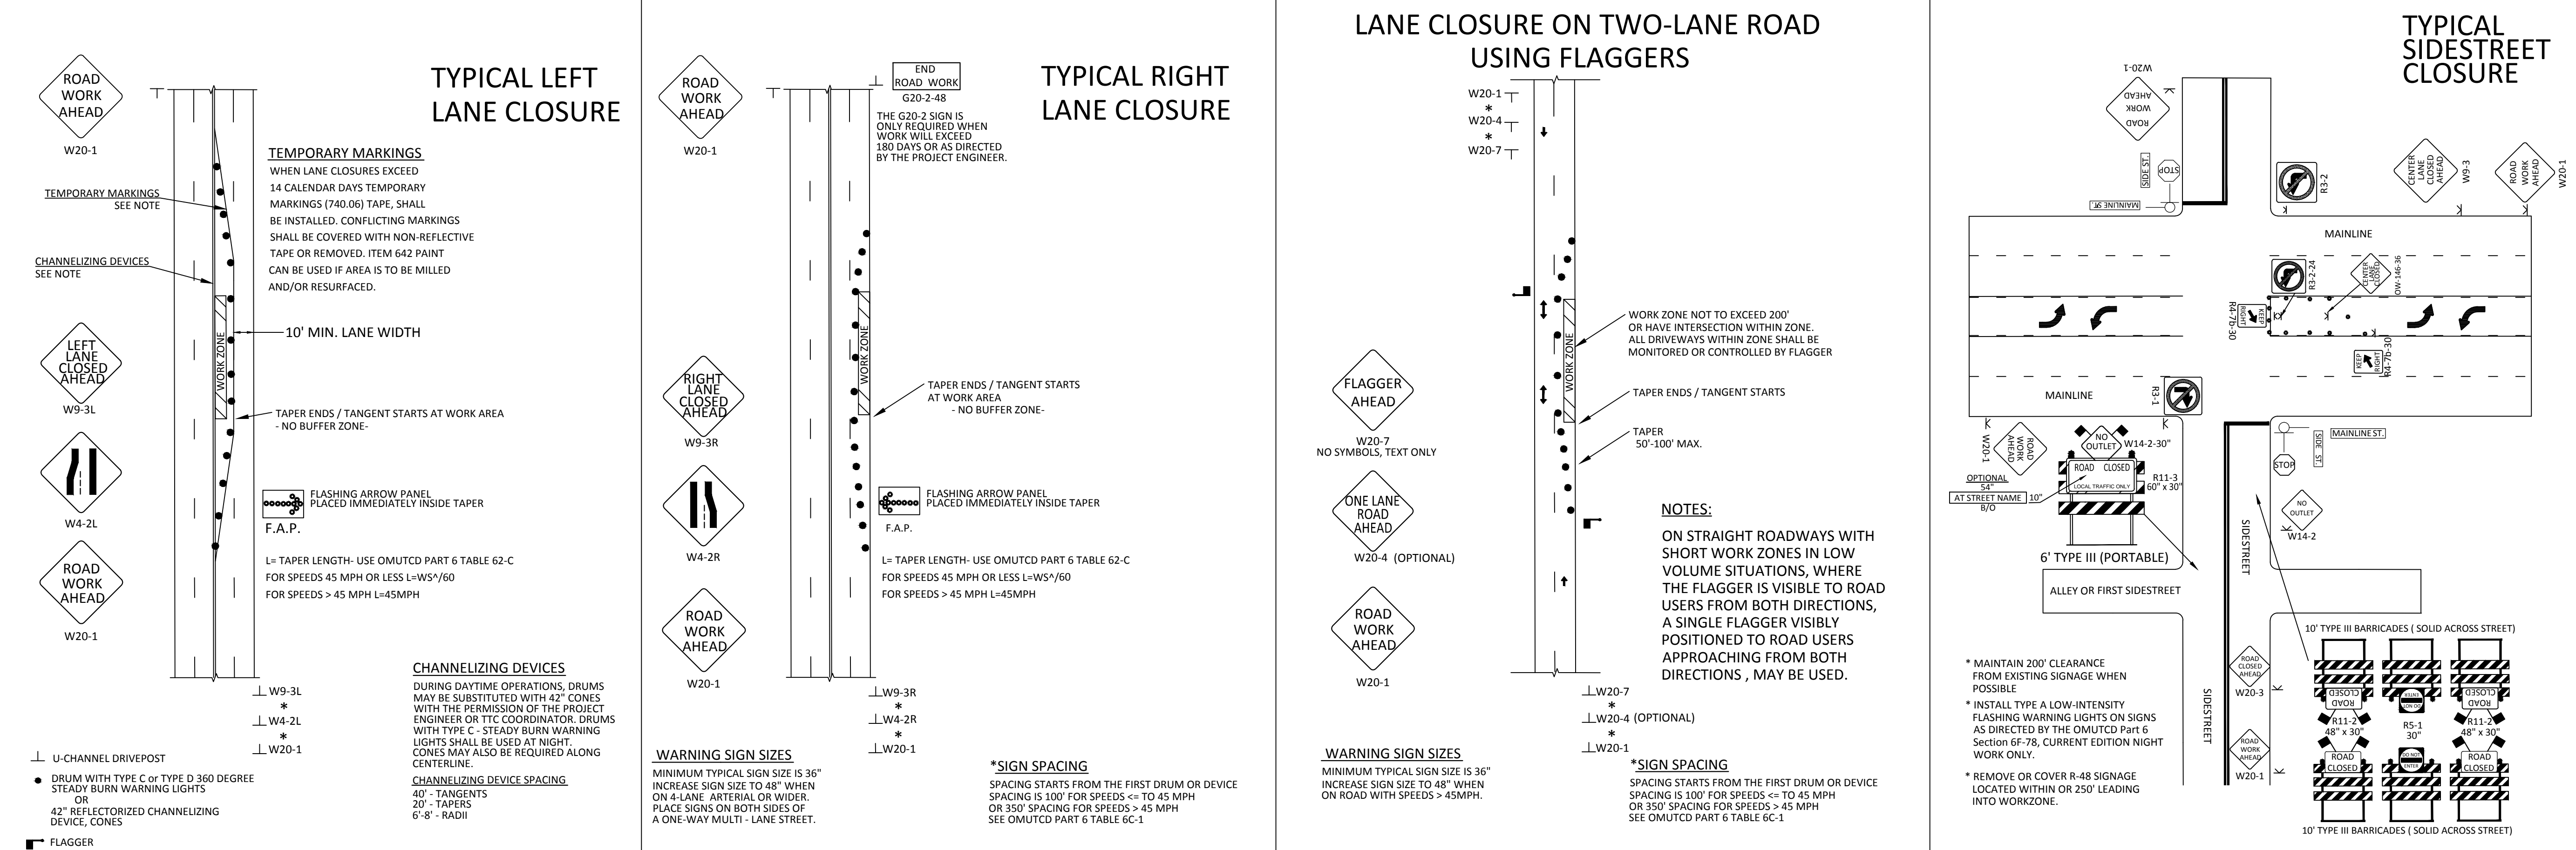 TYPICAL LEFT
LANE CLOSURE
ROAD
WORK
AHEAD
W20-1
TEMPORARY MARKINGS
WHEN LANE CLOSURES EXCEED
14 CALENDAR DAYS TEMPORARY
MARKINGS (740.06) TAPE, SHALL
BE INSTALLED. CONFLICTING MARKINGS
SHALL BE COVERED WITH NON-REFLECTIVE
TAPE OR REMOVED. ITEM 642 PAINT
CAN BE USED IF AREA IS TO BE MILLED
AND/OR RESURFACED.
TEMPORARY MARKINGS
SEE NOTE
CHANNELIZING DEVICES
SEE NOTE
10' MIN. LANE WIDTH
WORK ZONE
LEFT
LANE
CLOSED
AHEAD
W9-3L
TAPER ENDS / TANGENT STARTS AT WORK AREA
- NO BUFFER ZONE-
W4-2L
FLASHING ARROW PANEL
PLACED IMMEDIATELY INSIDE TAPER
F.A.P.
ROAD
WORK
AHEAD
W20-1
L= TAPER LENGTH- USE OMUTCD PART 6 TABLE 62-C
FOR SPEEDS 45 MPH OR LESS L=WS^/60
FOR SPEEDS > 45 MPH L=45MPH
W9-3L
*
W4-2L
*
W20-1
CHANNELIZING DEVICES
DURING DAYTIME OPERATIONS, DRUMS
MAY BE SUBSTITUTED WITH 42" CONES
WITH THE PERMISSION OF THE PROJECT
ENGINEER OR TTC COORDINATOR. DRUMS
WITH TYPE C - STEADY BURN WARNING
LIGHTS SHALL BE USED AT NIGHT.
CONES MAY ALSO BE REQUIRED ALONG
CENTERLINE.
CHANNELIZING DEVICE SPACING
40' - TANGENTS
20' - TAPERS
6'-8' - RADII
U-CHANNEL DRIVEPOST
DRUM WITH TYPE C or TYPE D 360 DEGREE
STEADY BURN WARNING LIGHTS
OR
42" REFLECTORIZED CHANNELIZING
DEVICE, CONES
FLAGGER
TYPICAL RIGHT
LANE CLOSURE
ROAD
WORK
AHEAD
W20-1
END
ROAD WORK
G20-2-48
THE G20-2 SIGN IS
ONLY REQUIRED WHEN
WORK WILL EXCEED
180 DAYS OR AS DIRECTED
BY THE PROJECT ENGINEER.
WORK ZONE
RIGHT
LANE
CLOSED
AHEAD
W9-3R
TAPER ENDS / TANGENT STARTS
AT WORK AREA
- NO BUFFER ZONE-
W4-2R
FLASHING ARROW PANEL
PLACED IMMEDIATELY INSIDE TAPER
F.A.P.
L= TAPER LENGTH- USE OMUTCD PART 6 TABLE 62-C
FOR SPEEDS 45 MPH OR LESS L=WS^/60
FOR SPEEDS > 45 MPH L=45MPH
ROAD
WORK
AHEAD
W20-1
W9-3R
*
W4-2R
*
W20-1
WARNING SIGN SIZES
MINIMUM TYPICAL SIGN SIZE IS 36"
INCREASE SIGN SIZE TO 48" WHEN
ON 4-LANE ARTERIAL OR WIDER.
PLACE SIGNS ON BOTH SIDES OF
A ONE-WAY MULTI - LANE STREET.
*SIGN SPACING
SPACING STARTS FROM THE FIRST DRUM OR DEVICE
SPACING IS 100' FOR SPEEDS <= TO 45 MPH
OR 350' SPACING FOR SPEEDS > 45 MPH
SEE OMUTCD PART 6 TABLE 6C-1
LANE CLOSURE ON TWO-LANE ROAD
USING FLAGGERS
W20-1
*
W20-4
*
W20-7
WORK ZONE
WORK ZONE NOT TO EXCEED 200'
OR HAVE INTERSECTION WITHIN ZONE.
ALL DRIVEWAYS WITHIN ZONE SHALL BE
MONITORED OR CONTROLLED BY FLAGGER
TAPER ENDS / TANGENT STARTS
TAPER
50'-100' MAX.
FLAGGER
AHEAD
W20-7
NO SYMBOLS, TEXT ONLY
ONE LANE
ROAD
AHEAD
W20-4 (OPTIONAL)
ROAD
WORK
AHEAD
W20-1
NOTES:
ON STRAIGHT ROADWAYS WITH
SHORT WORK ZONES IN LOW
VOLUME SITUATIONS, WHERE
THE FLAGGER IS VISIBLE TO ROAD
USERS FROM BOTH DIRECTIONS,
A SINGLE FLAGGER VISIBLY
POSITIONED TO ROAD USERS
APPROACHING FROM BOTH
DIRECTIONS , MAY BE USED.
W20-7
*
W20-4 (OPTIONAL)
*
W20-1
WARNING SIGN SIZES
MINIMUM TYPICAL SIGN SIZE IS 36"
INCREASE SIGN SIZE TO 48" WHEN
ON ROAD WITH SPEEDS > 45MPH.
*SIGN SPACING
SPACING STARTS FROM THE FIRST DRUM OR DEVICE
SPACING IS 100' FOR SPEEDS <= TO 45 MPH
OR 350' SPACING FOR SPEEDS > 45 MPH
SEE OMUTCD PART 6 TABLE 6C-1
TYPICAL
SIDESTREET
CLOSURE
W20-1
ROAD
WORK
AHEAD
SIDE ST.
STOP
MAINLINE ST.
R3-2
CENTER
LANE
CLOSED
AHEAD
W9-3
ROAD
WORK
AHEAD
W20-1
MAINLINE
R3-2-24
CENTER
LANE
CLOSED
OW-146-36
KEEP
RIGHT
R4-7b-30
KEEP
RIGHT
R4-7b-30
MAINLINE
R3-1
W20-1
ROAD
WORK
AHEAD
NO
OUTLET
W14-2-30"
ROAD CLOSED
LOCAL TRAFFIC ONLY
R11-3
60" x 30"
OPTIONAL
54"
AT STREET NAME
10"
B/O
6' TYPE III (PORTABLE)
MAINLINE ST.
SIDE ST.
STOP
NO
OUTLET
W14-2
SIDESTREET
ALLEY OR FIRST SIDESTREET
SIDESTREET
ROAD
CLOSED
AHEAD
W20-3
ROAD
WORK
AHEAD
W20-1
10' TYPE III BARRICADES ( SOLID ACROSS STREET)
ROAD
CLOSED
DO NOT
ENTER
ROAD
CLOSED
R11-2
48" x 30"
R5-1
30"
R11-2
48" x 30"
ROAD
CLOSED
DO NOT
ENTER
ROAD
CLOSED
10' TYPE III BARRICADES ( SOLID ACROSS STREET)
* MAINTAIN 200' CLEARANCE
FROM EXISTING SIGNAGE WHEN
POSSIBLE
* INSTALL TYPE A LOW-INTENSITY
FLASHING WARNING LIGHTS ON SIGNS
AS DIRECTED BY THE OMUTCD Part 6
Section 6F-78, CURRENT EDITION NIGHT
WORK ONLY.
* REMOVE OR COVER R-48 SIGNAGE
LOCATED WITHIN OR 250' LEADING
INTO WORKZONE.